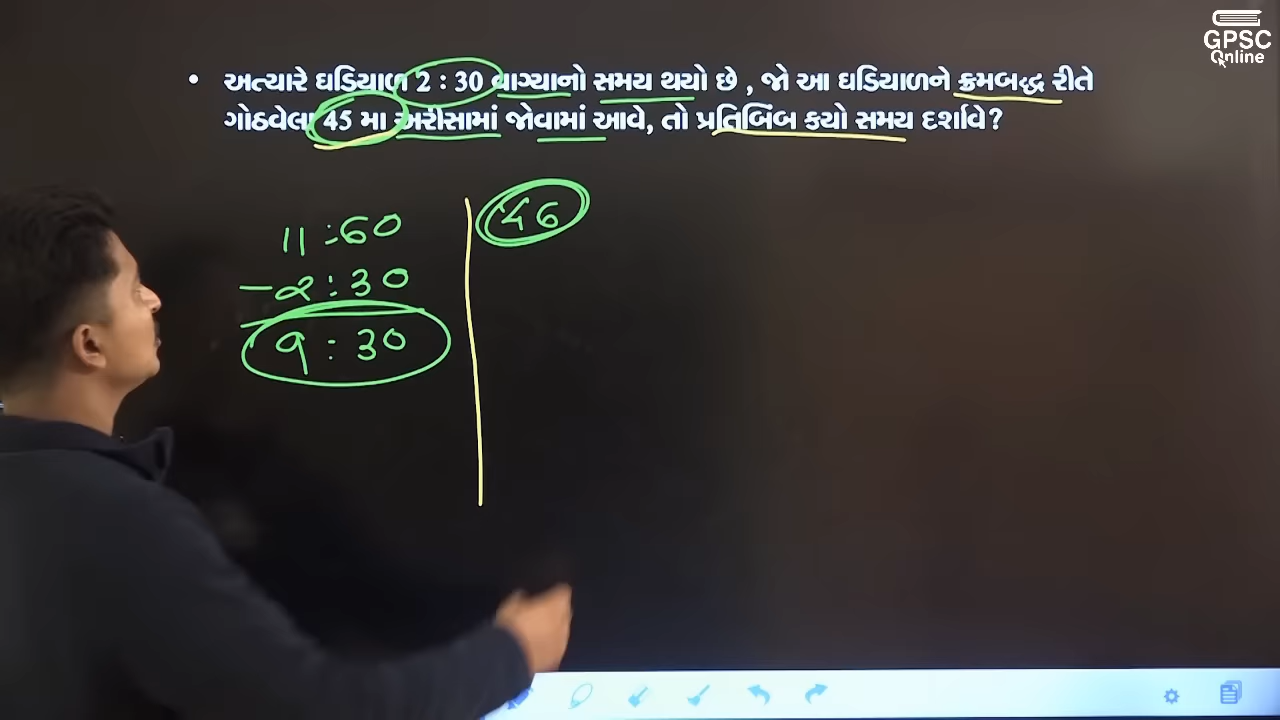 GPSC
Online
• અત્યારે ઘડિયાળ 2 : 30 વાગ્યાનો સમય થયો છે , જો આ ઘડિયાળને ક્રમબદ્ધ રીતે
ગોઠવેલા 45 મા અરીસામાં જોવામાં આવે, તો પ્રતિબિંબ કયો સમય દર્શાવે?
11 : 60
- 2 : 30
9 : 30
46